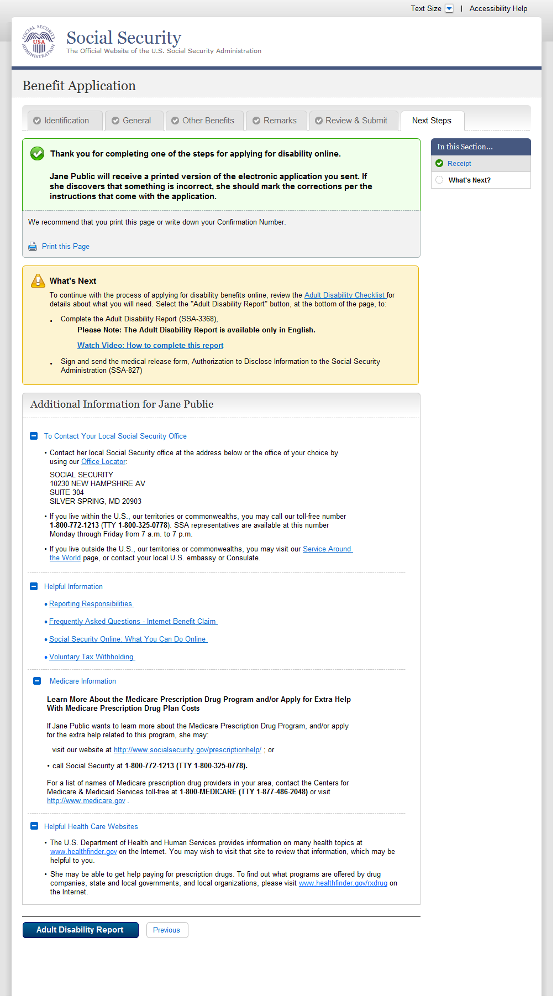 Text Size | Accessibility Help
SOCIAL SECURITY ADMINISTRATION
USA
Social Security
The Official Website of the U.S. Social Security Administration
Benefit Application
Identification General Other Benefits Remarks Review & Submit Next Steps
Thank you for completing one of the steps for applying for disability online.
Jane Public will receive a printed version of the electronic application you sent. If
she discovers that something is incorrect, she should mark the corrections per the
instructions that come with the application.
We recommend that you print this page or write down your Confirmation Number.
Print this Page
In this Section...
Receipt
What's Next?
What's Next
To continue with the process of applying for disability benefits online, review the Adult Disability Checklist for
details about what you will need. Select the "Adult Disability Report" button, at the bottom of the page, to:
• Complete the Adult Disability Report (SSA-3368),
Please Note: The Adult Disability Report is available only in English.
Watch Video: How to complete this report
• Sign and send the medical release form, Authorization to Disclose Information to the Social Security
Administration (SSA-827)
Additional Information for Jane Public
To Contact Your Local Social Security Office
• Contact her local Social Security office at the address below or the office of your choice by
using our Office Locator:
SOCIAL SECURITY
10230 NEW HAMPSHIRE AV
SUITE 304
SILVER SPRING, MD 20903
• If you live within the U.S., our territories or commonwealths, you may call our toll-free number
1-800-772-1213 (TTY 1-800-325-0778). SSA representatives are available at this number
Monday through Friday from 7 a.m. to 7 p.m.
• If you live outside the U.S., our territories or commonwealths, you may visit our Service Around
the World page, or contact your local U.S. embassy or Consulate.
Helpful Information
• Reporting Responsibilities
• Frequently Asked Questions - Internet Benefit Claim
• Social Security Online: What You Can Do Online
• Voluntary Tax Withholding
Medicare Information
Learn More About the Medicare Prescription Drug Program and/or Apply for Extra Help
With Medicare Prescription Drug Plan Costs
If Jane Public wants to learn more about the Medicare Prescription Drug Program, and/or apply
for the extra help related to this program, she may:
visit our website at http://www.socialsecurity.gov/prescriptionhelp/ ; or
• call Social Security at 1-800-772-1213 (TTY 1-800-325-0778).
For a list of names of Medicare prescription drug providers in your area, contact the Centers for
Medicare & Medicaid Services toll-free at 1-800-MEDICARE (TTY 1-877-486-2048) or visit
http://www.medicare.gov .
Helpful Health Care Websites
• The U.S. Department of Health and Human Services provides information on many health topics at
www.healthfinder.gov on the Internet. You may wish to visit that site to review that information, which may be
helpful to you.
• She may be able to get help paying for prescription drugs. To find out what programs are offered by drug
companies, state and local governments, and local organizations, please visit www.healthfinder.gov/rxdrug on
the Internet.
Adult Disability Report Previous